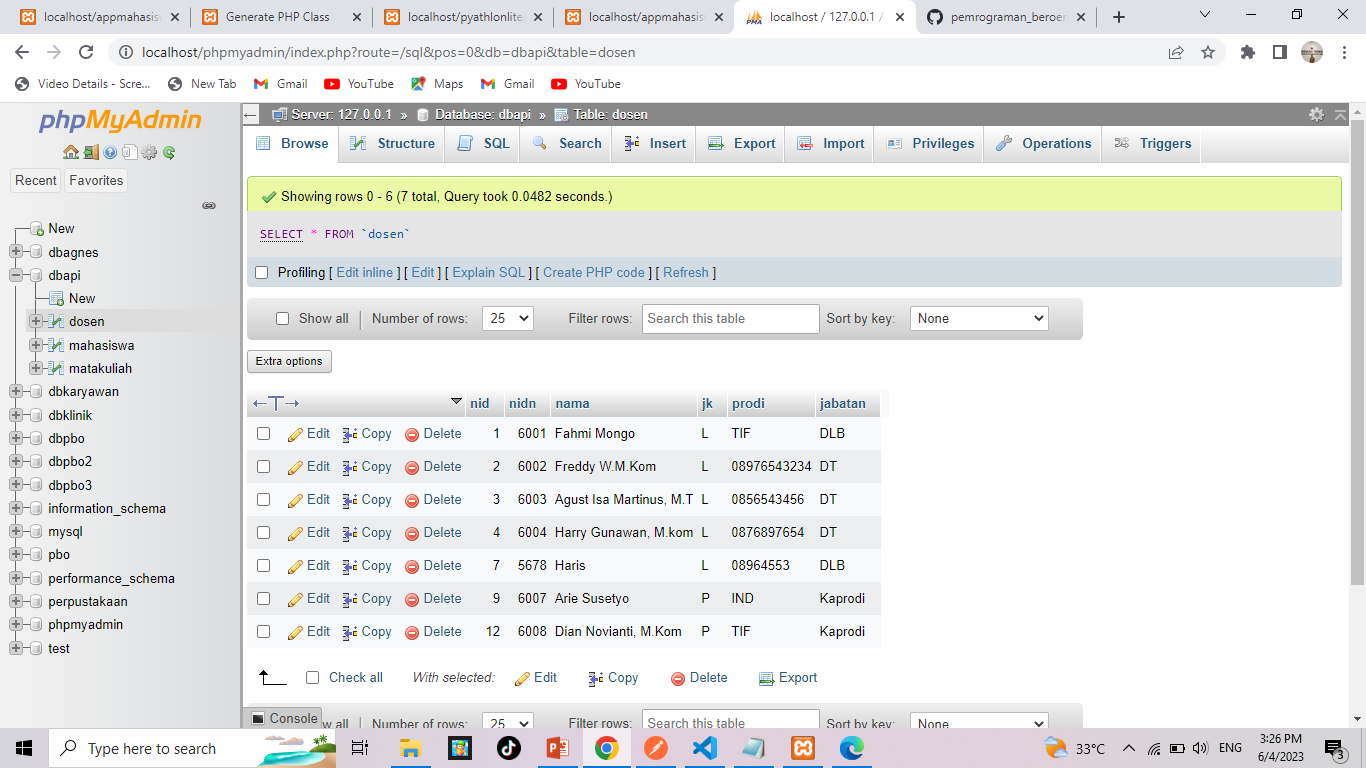 localhost/appmahasis
Generate PHP Class
localhost/pyathonlite
localhost/appmahasis
localhost / 127.0.0.1 /
pemrograman_beroer
localhost/phpmyadmin/index.php?route=/sql&pos=0&db=dbapi&table=dosen
Video Details - Scre...
New Tab
Gmail
YouTube
Maps
Gmail
YouTube
phpMyAdmin
Recent
Favorites
New
dbagnes
dbapi
New
dosen
mahasiswa
matakuliah
dbkaryawan
dbklinik
dbpbo
dbpbo2
dbpbo3
information_schema
mysql
pbo
performance_schema
perpustakaan
phpmyadmin
test
Server: 127.0.0.1 » Database: dbapi » Table: dosen
Browse Structure SQL Search Insert Export Import Privileges Operations Triggers
Showing rows 0 - 6 (7 total, Query took 0.0482 seconds.)
SELECT * FROM `dosen`
Profiling [ Edit inline ] [ Edit ] [ Explain SQL ] [ Create PHP code ] [ Refresh ]
Show all | Number of rows: 25 Filter rows: Search this table Sort by key: None
Extra options
nid nidn nama jk prodi jabatan
Edit Copy Delete 1 6001 Fahmi Mongo L TIF DLB
Edit Copy Delete 2 6002 Freddy W.M.Kom L 08976543234 DT
Edit Copy Delete 3 6003 Agust Isa Martinus, M.T L 0856543456 DT
Edit Copy Delete 4 6004 Harry Gunawan, M.kom L 0876897654 DT
Edit Copy Delete 7 5678 Haris L 08964553 DLB
Edit Copy Delete 9 6007 Arie Susetyo P IND Kaprodi
Edit Copy Delete 12 6008 Dian Novianti, M.Kom P TIF Kaprodi
Check all With selected: Edit Copy Delete Export
Console
all | Number of rows: 25 Filter rows: Search this table Sort by key: None
Type here to search
33°C
ENG
3:26 PM
6/4/2023
3